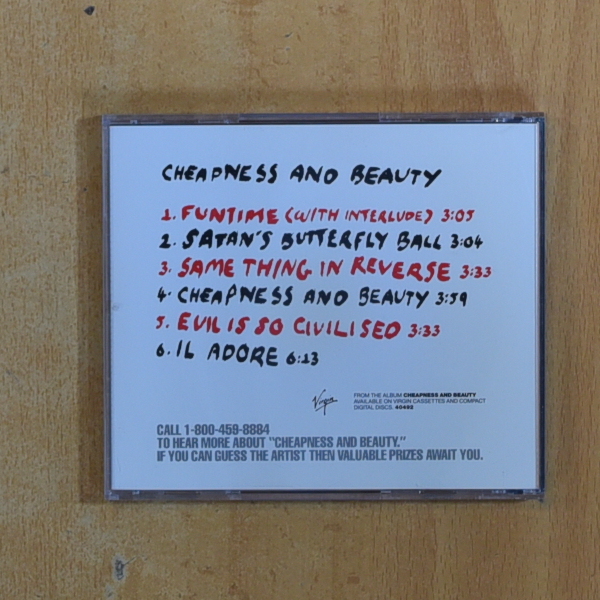 CHEAPNESS AND BEAUTY
1. FUNTIME (WITH INTERLUDE) 3:05
2. SATAN'S BUTTERFLY BALL 3:04
3. SAME THING IN REVERSE 3:33
4. CHEAPNESS AND BEAUTY 3:59
5. EVIL IS SO CIVILISED 3:33
6. IL ADORE 6:13
Virgin
FROM THE ALBUM CHEAPNESS AND BEAUTY
AVAILABLE ON VIRGIN CASSETTES AND COMPACT
DIGITAL DISCS. 40492
CALL 1-800-459-8884
TO HEAR MORE ABOUT "CHEAPNESS AND BEAUTY."
IF YOU CAN GUESS THE ARTIST THEN VALUABLE PRIZES AWAIT YOU.